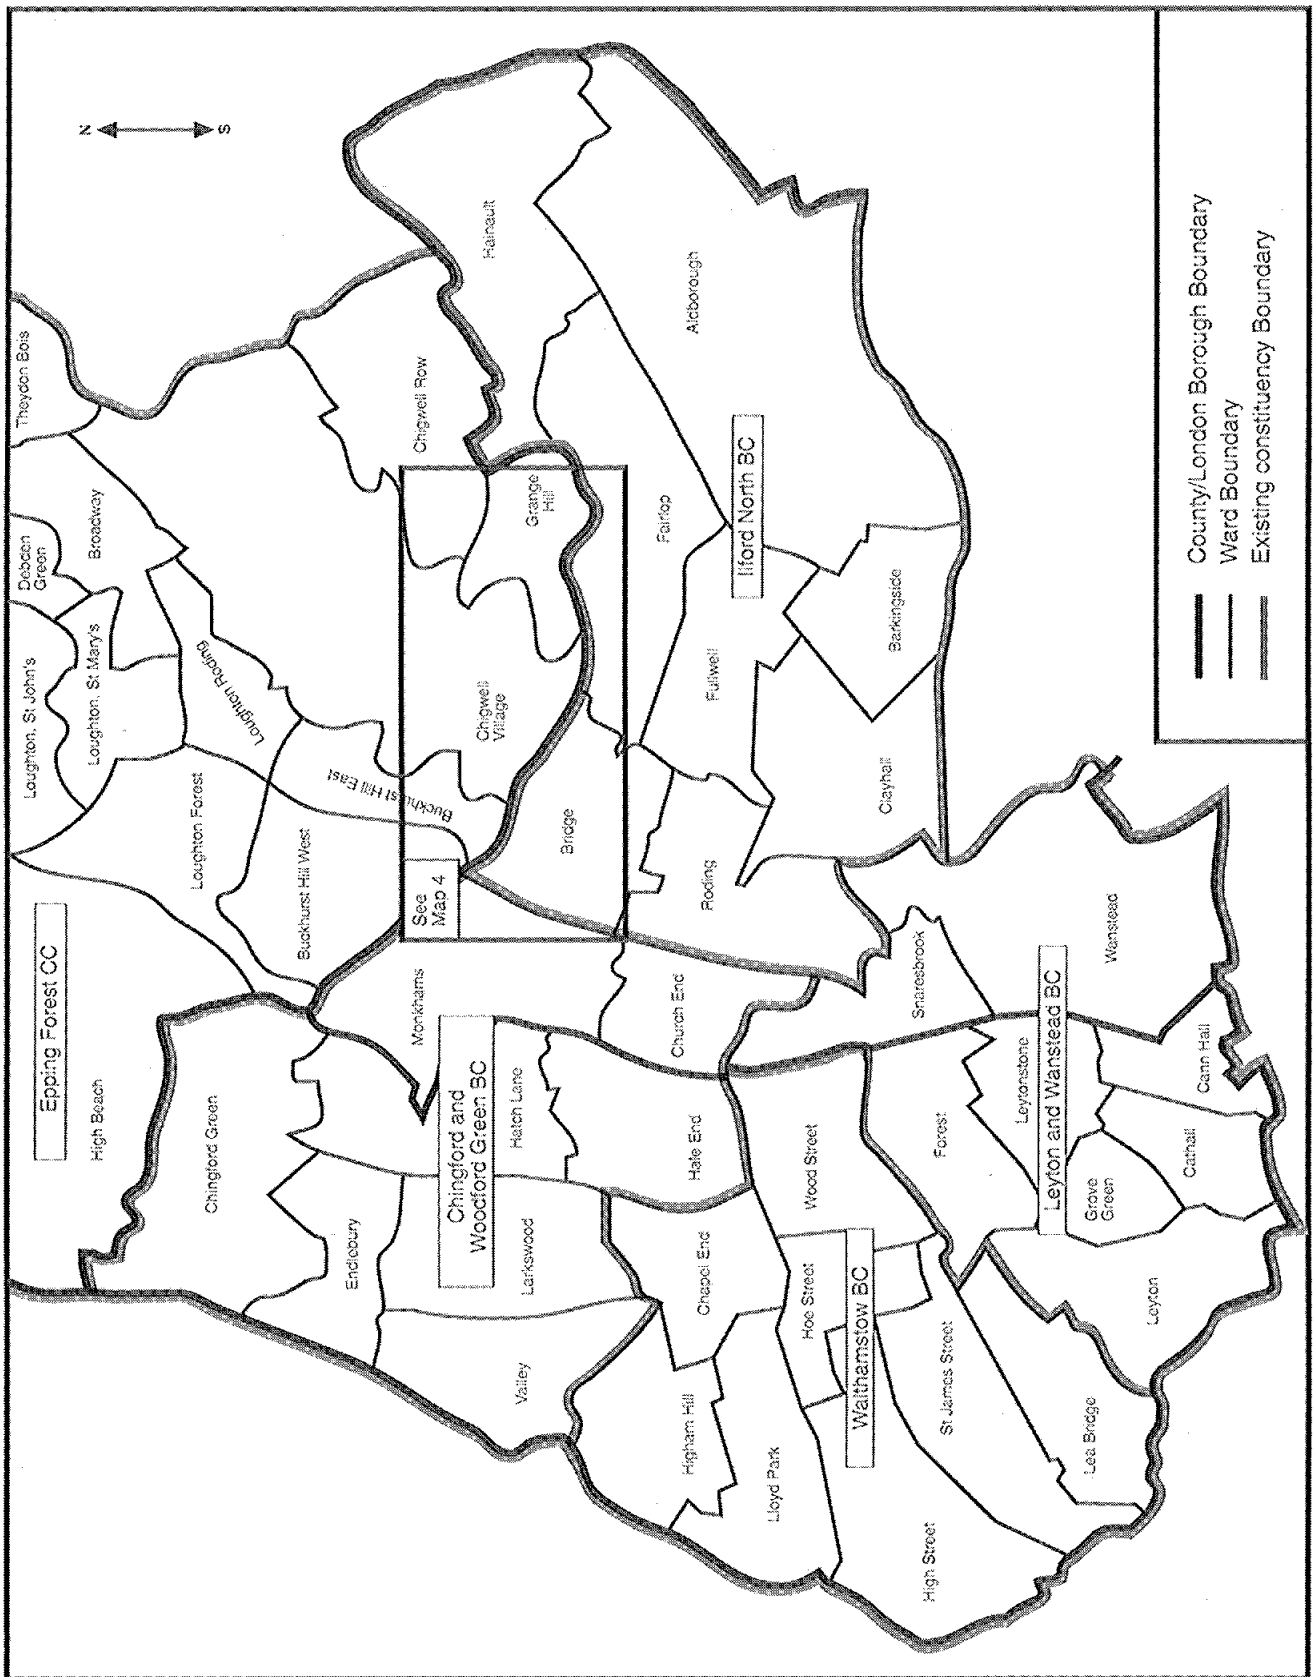 N
S
Theydon Bois
Debden
Green
Broadway
Loughton, St John's
Loughton, St Mary's
Loughton Roding
Loughton Forest
Epping Forest CC
High Beach
Chingford Green
Buckhurst Hill West
Buckhurst Hill East
Endlebury
Monkhams
See
Map 4
Chigwell Row
Hainault
Chigwell
Village
Grange
Hill
Bridge
Chingford and
Woodford Green BC
Hatch Lane
Larkswood
Valley
Higham Hill
Chapel End
Hale End
Church End
Roding
Fairlop
Aldborough
Fullwell
Ilford North BC
Lloyd Park
Hoe Street
Wood Street
Walthamstow BC
Clayhall
Barkingside
High Street
St James Street
Forest
Snaresbrook
Leytonstone
Leyton and Wanstead BC
Lea Bridge
Grove
Green
Wanstead
Leyton
Cathall
Cann Hall
County/London Borough Boundary
Ward Boundary
Existing constituency Boundary